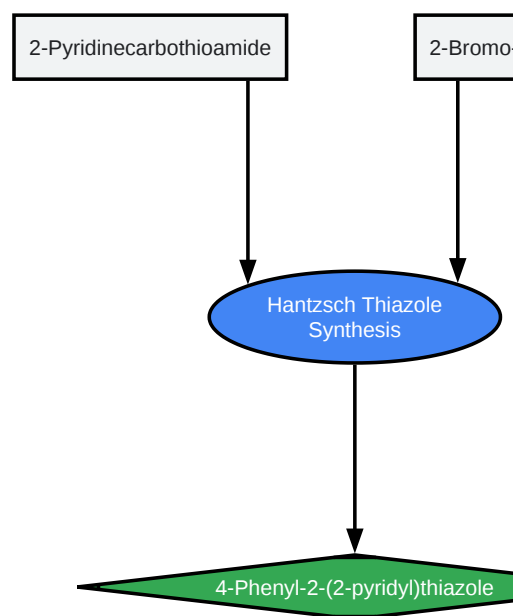 2-Pyridinecarbothioamide
2-Bromo-
Hantzsch Thiazole
Synthesis
4-Phenyl-2-(2-pyridyl)thiazole